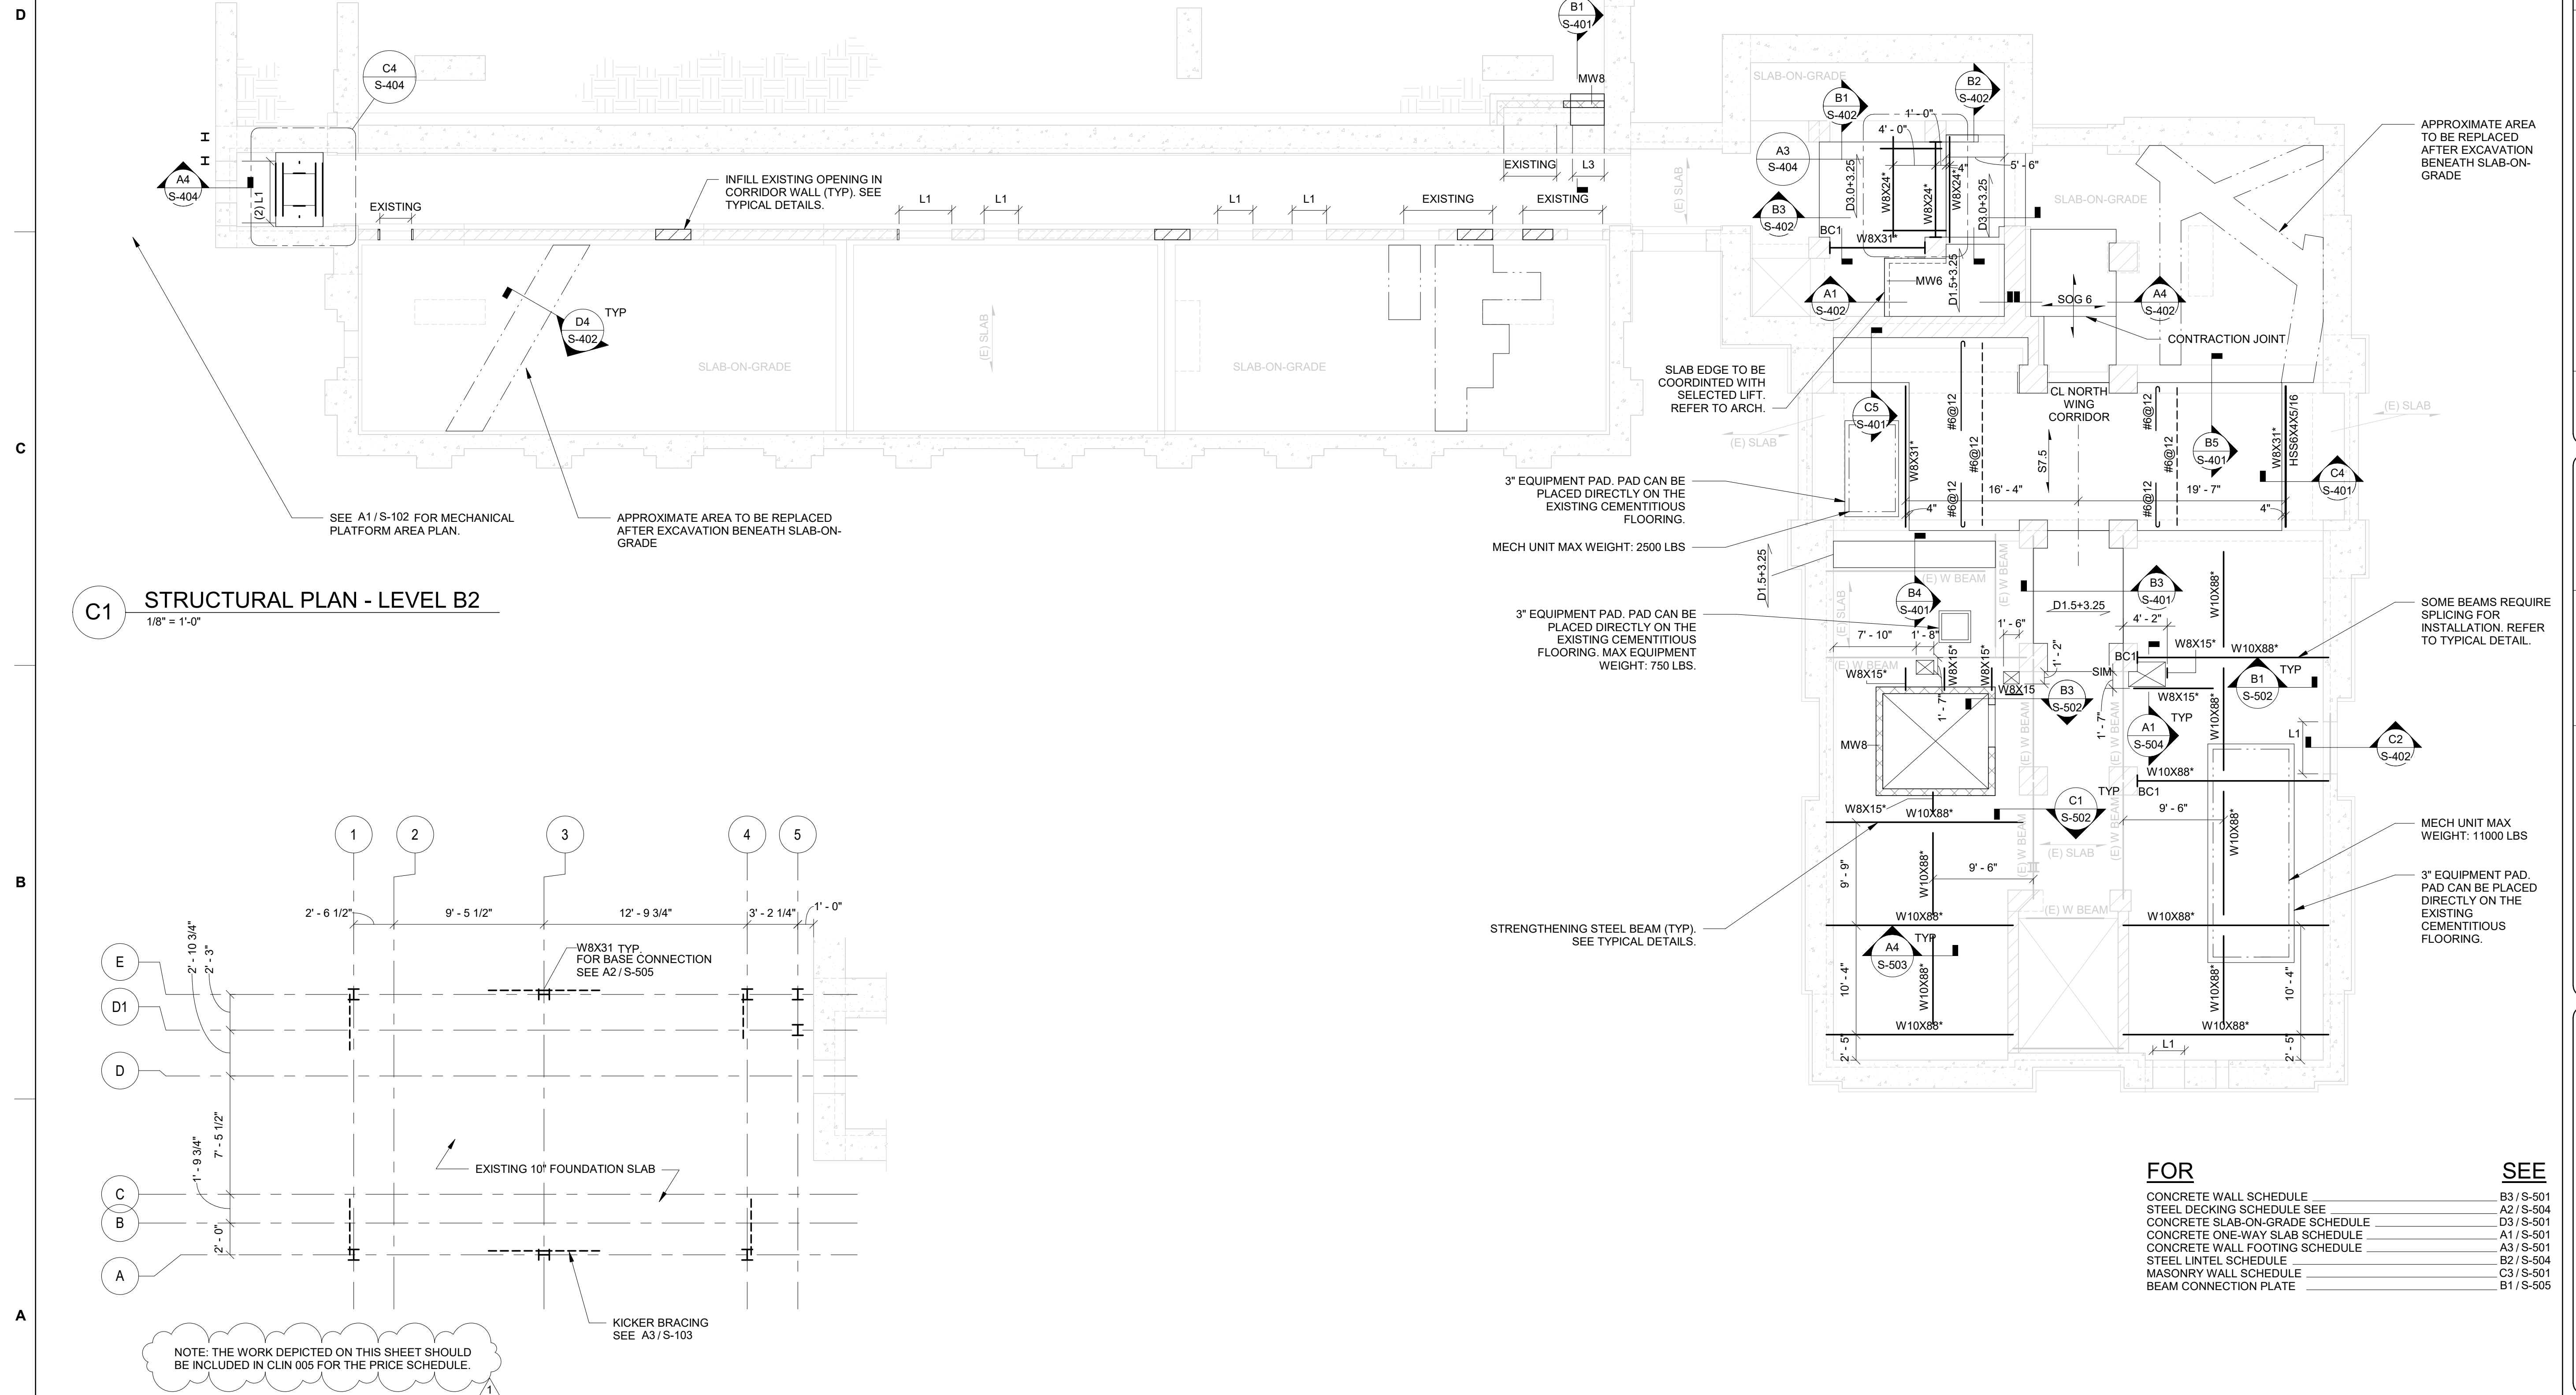 D
C
B
A
C4
S-404
A4
S-404
(2) L1
EXISTING
INFILL EXISTING OPENING IN
CORRIDOR WALL (TYP). SEE
TYPICAL DETAILS.
L1
L1
L1
L1
EXISTING
EXISTING
EXISTING
L3
B1
S-401
MW8
D4
S-402
TYP
SLAB-ON-GRADE
(E) SLAB
SLAB-ON-GRADE
SEE A1 / S-102 FOR MECHANICAL
PLATFORM AREA PLAN.
APPROXIMATE AREA TO BE REPLACED
AFTER EXCAVATION BENEATH SLAB-ON-
GRADE
C1
STRUCTURAL PLAN - LEVEL B2
1/8" = 1'-0"
(E) SLAB
SLAB-ON-GRADE
B1
S-402
B2
S-402
1' - 0"
4' - 0"
A3
S-404
4"
5' - 6"
D3.0+3.25
W8X24*
W8X24*
W8X24*
D3.0+3.25
B3
S-402
BC1
W8X31*
D1.5+3.25
MW6
A1
S-402
SOG 6
A4
S-402
SLAB-ON-GRADE
CONTRACTION JOINT
APPROXIMATE AREA
TO BE REPLACED
AFTER EXCAVATION
BENEATH SLAB-ON-
GRADE
SLAB EDGE TO BE
COORDINTED WITH
SELECTED LIFT.
REFER TO ARCH.
C5
S-401
(E) SLAB
W8X31*
#6@12
#6@12
#6@12
S7.5
CL NORTH
WING
CORRIDOR
#6@12
#6@12
#6@12
B5
S-401
W8X31*
HSS6X4X5/16
(E) SLAB
C4
S-401
16' - 4"
19' - 7"
4"
4"
3" EQUIPMENT PAD. PAD CAN BE
PLACED DIRECTLY ON THE
EXISTING CEMENTITIOUS
FLOORING.
MECH UNIT MAX WEIGHT: 2500 LBS
D1.5+3.25
(E) W BEAM
(E) W BEAM
(E) SLAB
B4
S-401
3" EQUIPMENT PAD. PAD CAN BE
PLACED DIRECTLY ON THE
EXISTING CEMENTITIOUS
FLOORING. MAX EQUIPMENT
WEIGHT: 750 LBS.
7' - 10"
1' - 8"
1' - 6"
B3
S-401
D1.5+3.25
4' - 2"
W10X88*
SOME BEAMS REQUIRE
SPLICING FOR
INSTALLATION. REFER
TO TYPICAL DETAIL.
(E) W BEAM
W8X15*
W8X15*
W8X15*
W8X15
1' - 2"
SIM
BC1
W8X15*
W10X88*
B1
S-502
TYP
W8X15*
1' - 7"
B3
S-502
1' - 7"
(E) W BEAM
(E) W BEAM
A1
S-504
TYP
W10X88*
L1
C2
S-402
MW8
W10X88*
BC1
TYP
C1
S-502
W8X15*
W10X88*
9' - 6"
W10X88*
(E) W BEAM
(E) W BEAM
(E) SLAB
9' - 9"
W10X88*
9' - 6"
MECH UNIT MAX
WEIGHT: 11000 LBS
3" EQUIPMENT PAD.
PAD CAN BE PLACED
DIRECTLY ON THE
EXISTING
CEMENTITIOUS
FLOORING.
(E) W BEAM
W10X88*
W10X88*
STRENGTHENING STEEL BEAM (TYP).
SEE TYPICAL DETAILS.
A4
S-503
TYP
10' - 4"
W10X88*
W10X88*
10' - 4"
W10X88*
W10X88*
2' - 5"
L1
2' - 5"
1
2
3
4
5
2' - 6 1/2"
9' - 5 1/2"
12' - 9 3/4"
3' - 2 1/4"
1' - 0"
2' - 10 3/4"
2' - 3"
W8X31 TYP.
FOR BASE CONNECTION
SEE A2 / S-505
E
D1
D
7' - 5 1/2"
1' - 9 3/4"
EXISTING 10" FOUNDATION SLAB
C
B
2' - 0"
A
KICKER BRACING
SEE A3 / S-103
NOTE: THE WORK DEPICTED ON THIS SHEET SHOULD
BE INCLUDED IN CLIN 005 FOR THE PRICE SCHEDULE.
1
FOR SEE
CONCRETE WALL SCHEDULE B3 / S-501
STEEL DECKING SCHEDULE SEE A2 / S-504
CONCRETE SLAB-ON-GRADE SCHEDULE D3 / S-501
CONCRETE ONE-WAY SLAB SCHEDULE A1 / S-501
CONCRETE WALL FOOTING SCHEDULE A3 / S-501
STEEL LINTEL SCHEDULE B2 / S-504
MASONRY WALL SCHEDULE C3 / S-501
BEAM CONNECTION PLATE B1 / S-505